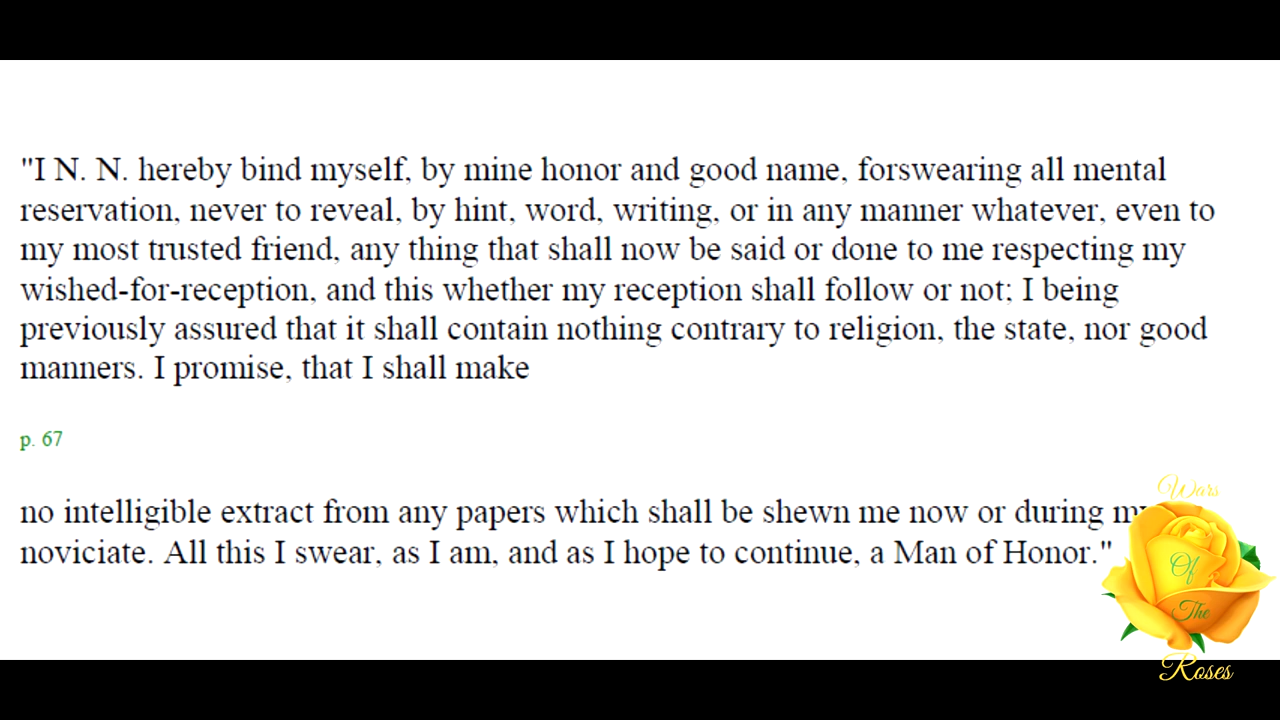 "I N. N. hereby bind myself, by mine honor and good name, forswearing all mental
reservation, never to reveal, by hint, word, writing, or in any manner whatever, even to
my most trusted friend, any thing that shall now be said or done to me respecting my
wished-for-reception, and this whether my reception shall follow or not; I being
previously assured that it shall contain nothing contrary to religion, the state, nor good
manners. I promise, that I shall make
p. 67
no intelligible extract from any papers which shall be shewn me now or during my
noviciate. All this I swear, as I am, and as I hope to continue, a Man of Honor."
Wars
Of
The
Roses